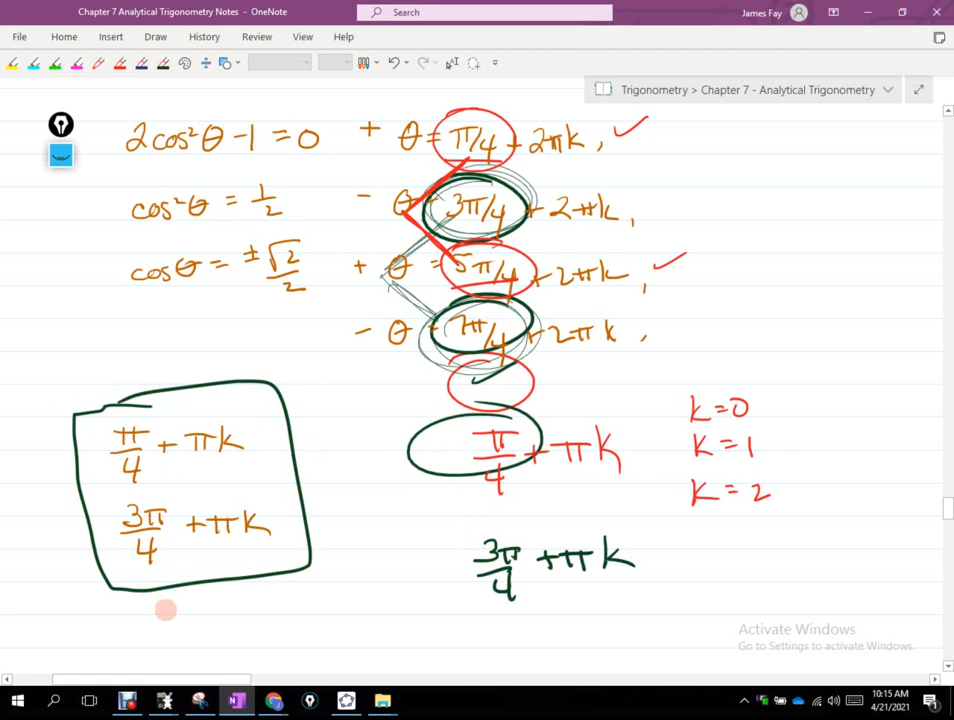 Chapter 7 Analytical Trigonometry Notes - OneNote
Search
James Fay
File Home Insert Draw History Review View Help
Trigonometry > Chapter 7 - Analytical Trigonometry
2cos²θ - 1 = 0 + θ = π/4 + 2πk,
cos²θ = 1/2 - θ = 3π/4 + 2πk,
cosθ = ±√2/2 + θ = 5π/4 + 2πk,
- θ = 7π/4 + 2πk,
π/4 + πk
3π/4 + πk
π/4 + πk
3π/4 + πk
k=0
k=1
k=2
Activate Windows
Go to Settings to activate Windows.
10:15 AM
4/21/2021